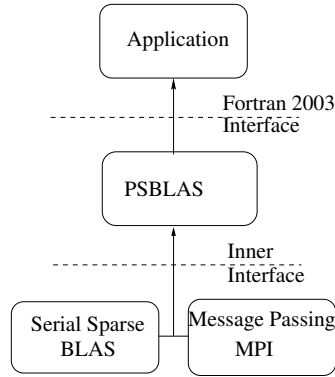 Application
Fortran 2003
Interface
PSBLAS
Inner
Interface
Serial Sparse
BLAS
Message Passing
MPI